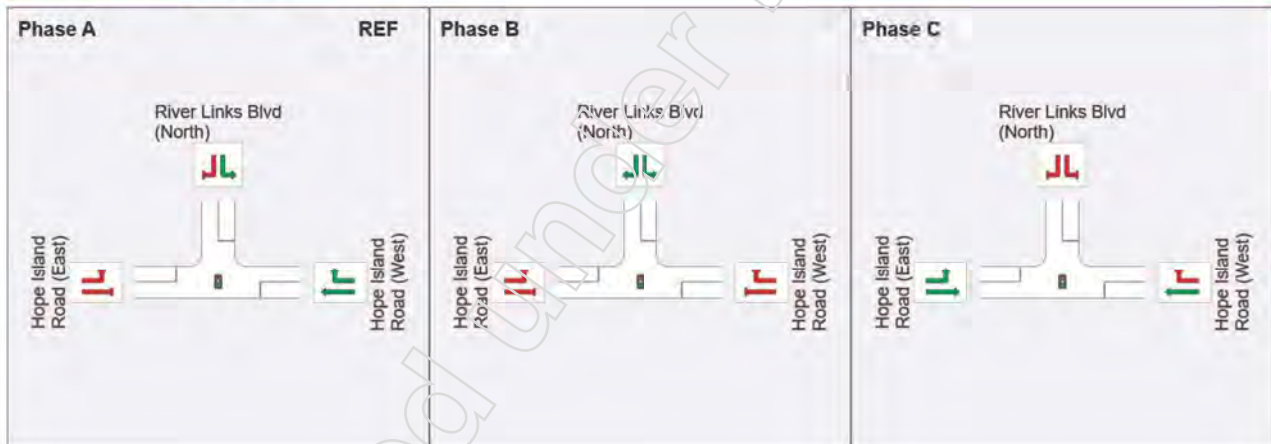 Phase A
REF
River Links Blvd
(North)
Hope Island
Road (East)
Hope Island
Road (West)
Phase B
River Links Blvd
(North)
Hope Island
Road (East)
Hope Island
Road (West)
Phase C
River Links Blvd
(North)
Hope Island
Road (East)
Hope Island
Road (West)
under